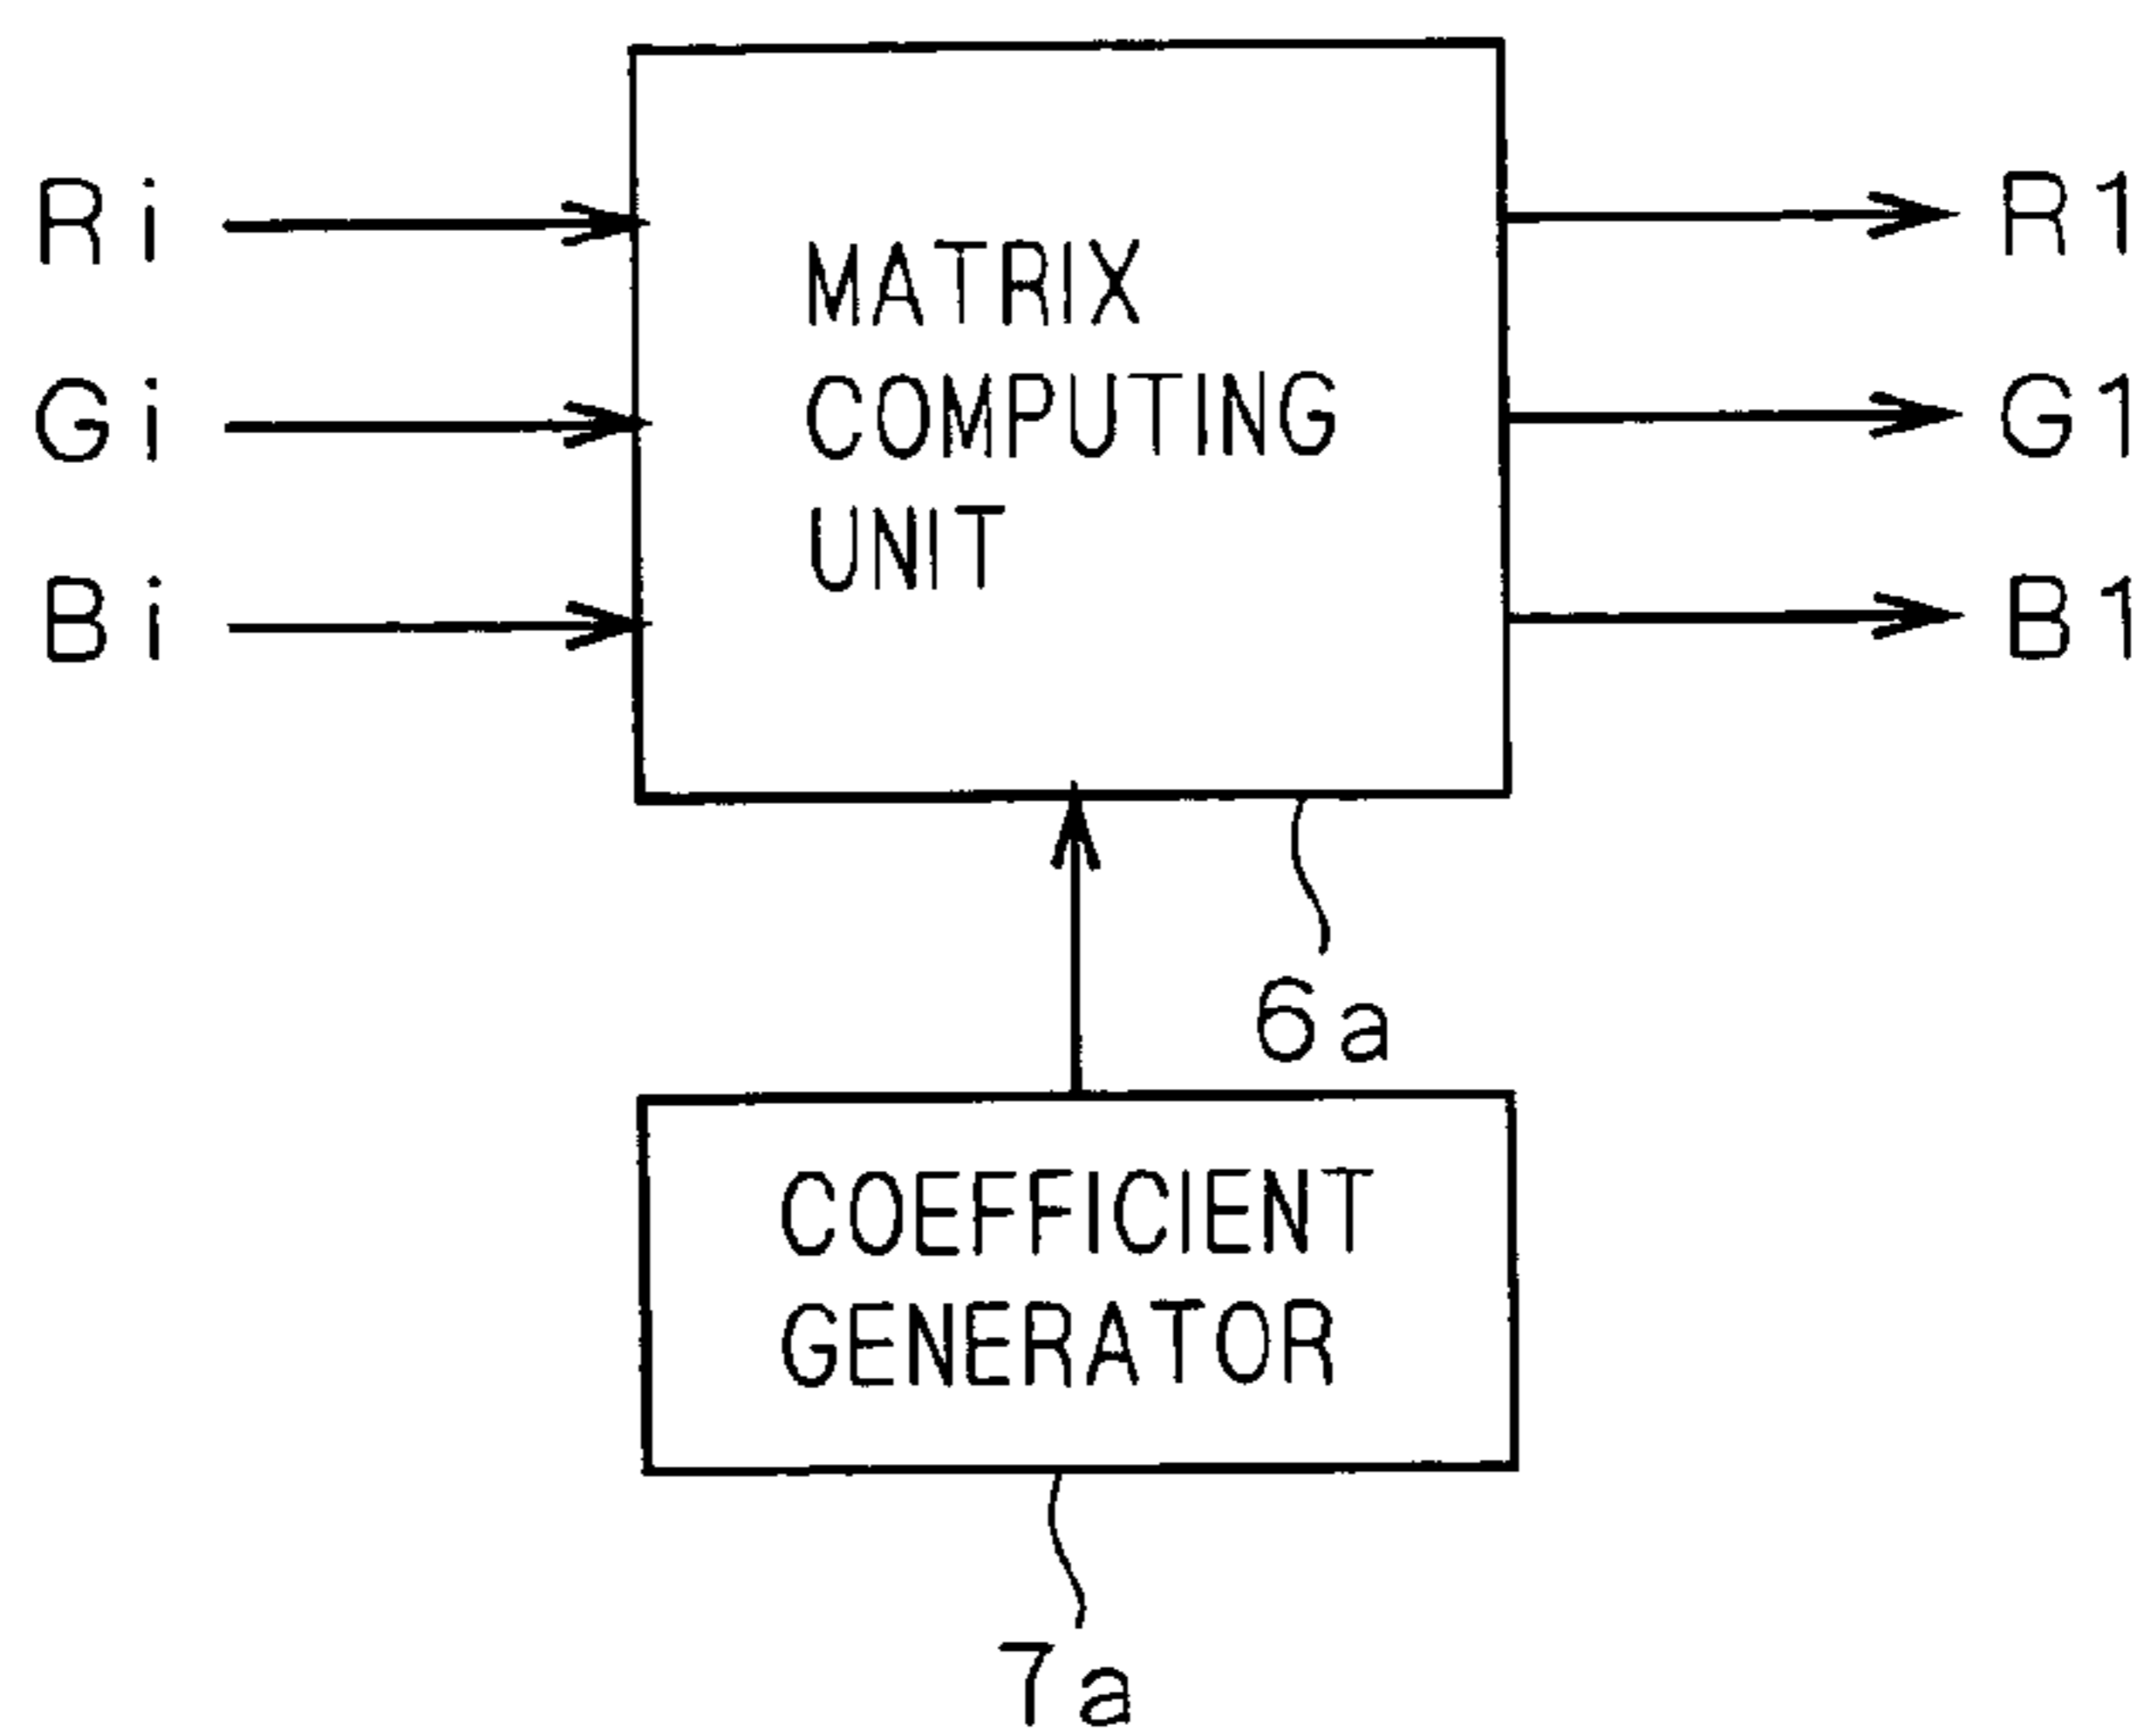 Ri
Gi
Bi
MATRIX
COMPUTING
UNIT
R1
G1
B1
6a
COEFFICIENT
GENERATOR
7a